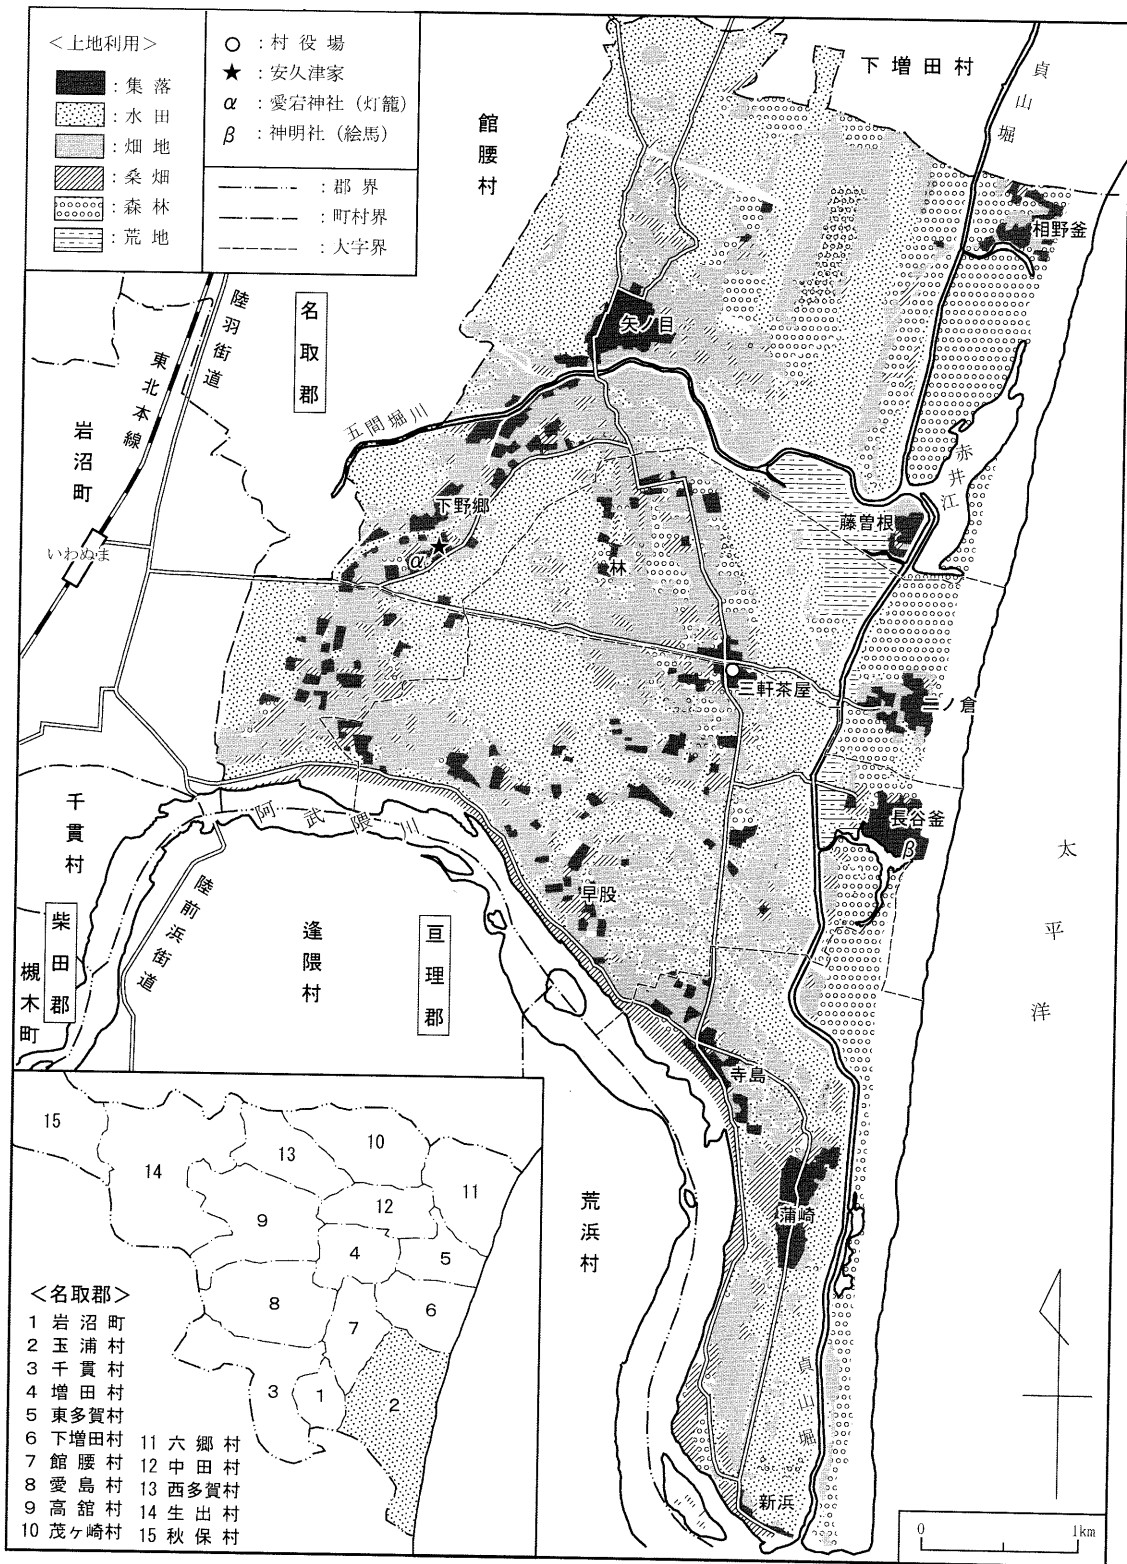 ＜土地利用＞
：集落
：水田
：畑地
：桑畑
：森林
：荒地
○ ：村役場
★ ：安久津家
α ：愛宕神社（灯籠）
β ：神明社（絵馬）
：郡界
：町村界
：大字界
下増田村
貞山堀
館腰村
相野釜
陸羽街道
名取郡
矢ノ目
東北本線
岩沼町
五間堀川
赤井江
下野郷
藤曽根
いわぬま
α
林
三軒茶屋
二ノ倉
千貫村
阿武隈川
長谷釜
β
太平洋
早股
陸前浜街道
柴田郡
逢隈村
亘理郡
槻木町
寺島
荒浜村
蒲崎
貞山堀
新浜
15
10
13
14
11
12
9
4
5
8
6
7
3
1
2
＜名取郡＞
1 岩沼町
2 玉浦村
3 千貫村
4 増田村
5 東多賀村
6 下増田村
7 館腰村
8 愛島村
9 高舘村
10 茂ヶ崎村
11 六郷村
12 中田村
13 西多賀村
14 生出村
15 秋保村
0 1km